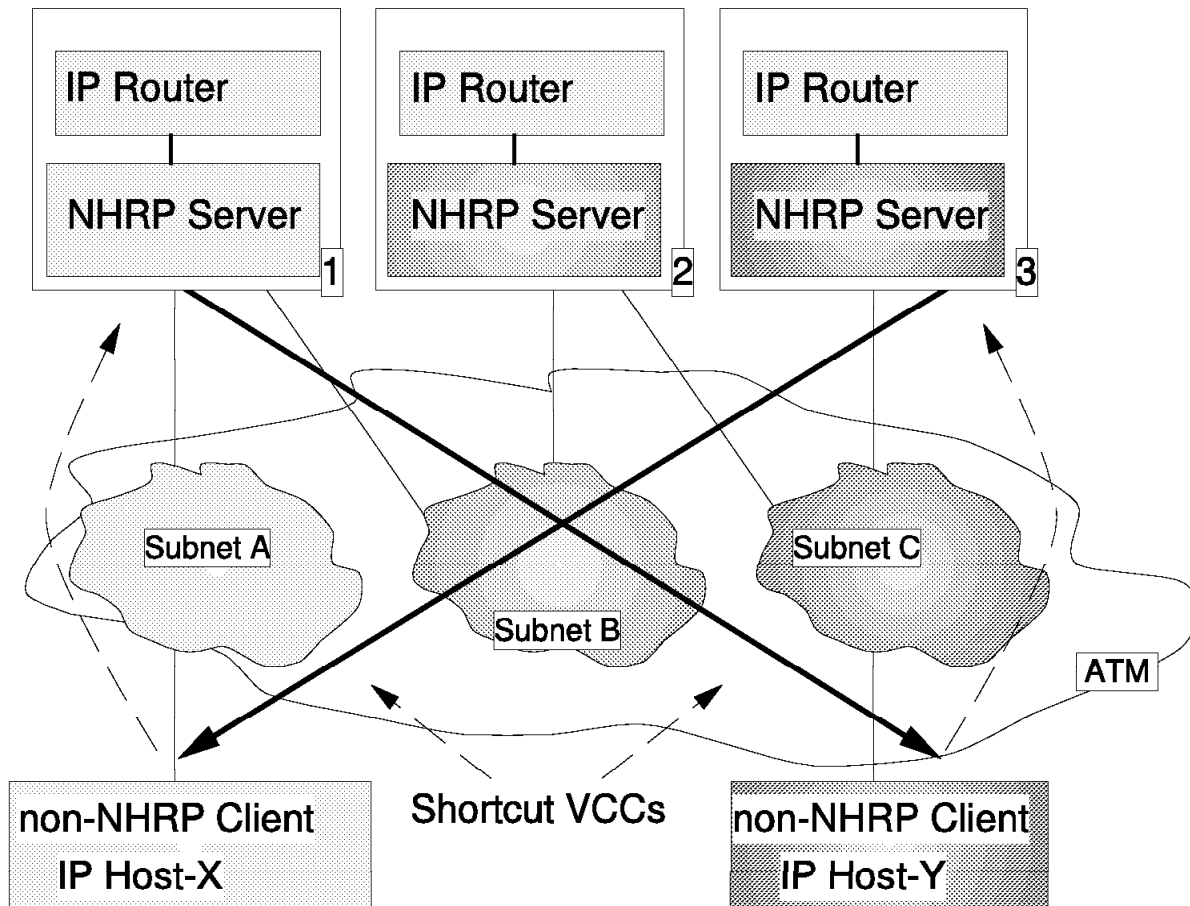 IP Router
IP Router
IP Router
NHRP Server
NHRP Server
NHRP Server
1
2
3
Subnet A
Subnet B
Subnet C
ATM
Shortcut VCCs
non-NHRP Client
IP Host-X
non-NHRP Client
IP Host-Y